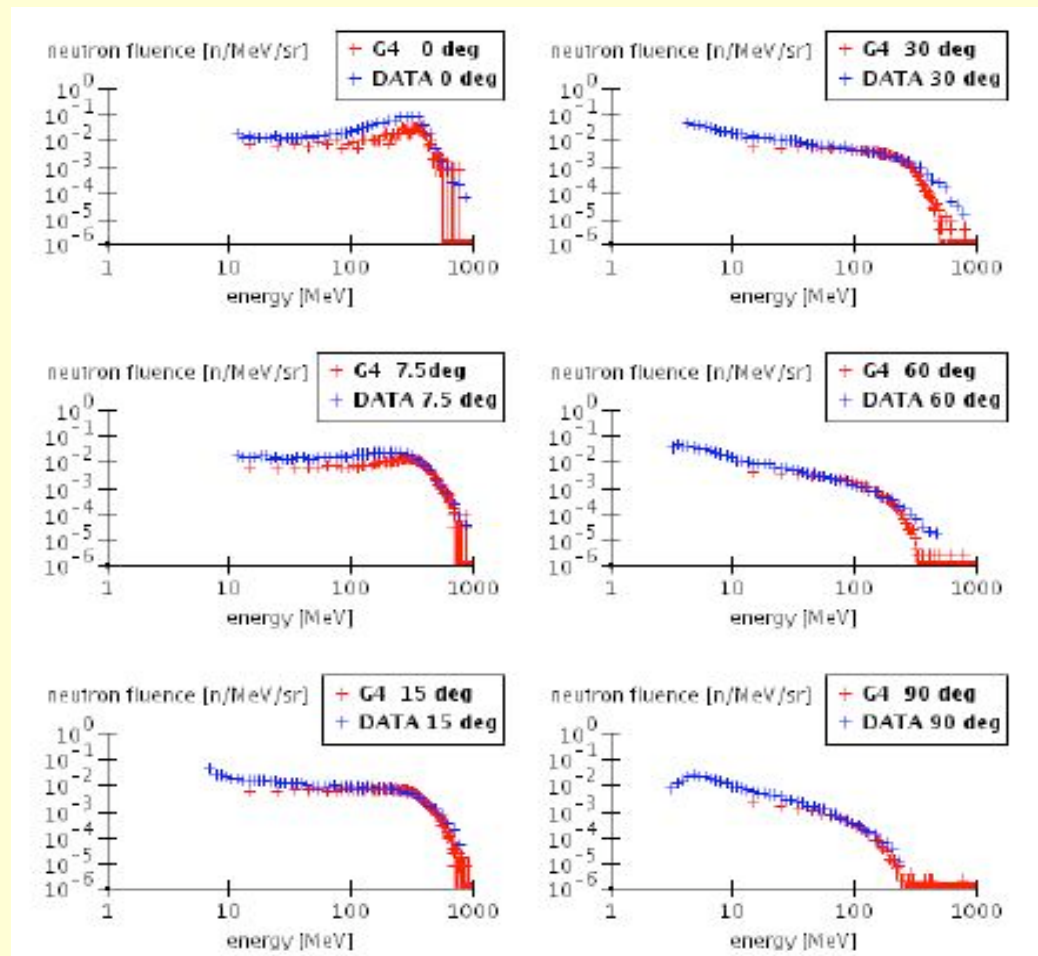 neutron fluence [n/MeV/sr]
G4 0 deg
DATA 0 deg
10^0
10^-1
10^-2
10^-3
10^-4
10^-5
10^-6
1 10 100 1000
energy [MeV]
neutron fluence [n/MeV/sr]
G4 30 deg
DATA 30 deg
10^0
10^-1
10^-2
10^-3
10^-4
10^-5
10^-6
1 10 100 1000
energy [MeV]
neutron fluence [n/MeV/sr]
G4 7.5deg
DATA 7.5 deg
10^0
10^-1
10^-2
10^-3
10^-4
10^-5
10^-6
1 10 100 1000
energy [MeV]
neutron fluence [n/MeV/sr]
G4 60 deg
DATA 60 deg
10^0
10^-1
10^-2
10^-3
10^-4
10^-5
10^-6
1 10 100 1000
energy [MeV]
neutron fluence [n/MeV/sr]
G4 15 deg
DATA 15 deg
10^0
10^-1
10^-2
10^-3
10^-4
10^-5
10^-6
1 10 100 1000
energy [MeV]
neutron fluence [n/MeV/sr]
G4 90 deg
DATA 90 deg
10^0
10^-1
10^-2
10^-3
10^-4
10^-5
10^-6
1 10 100 1000
energy [MeV]